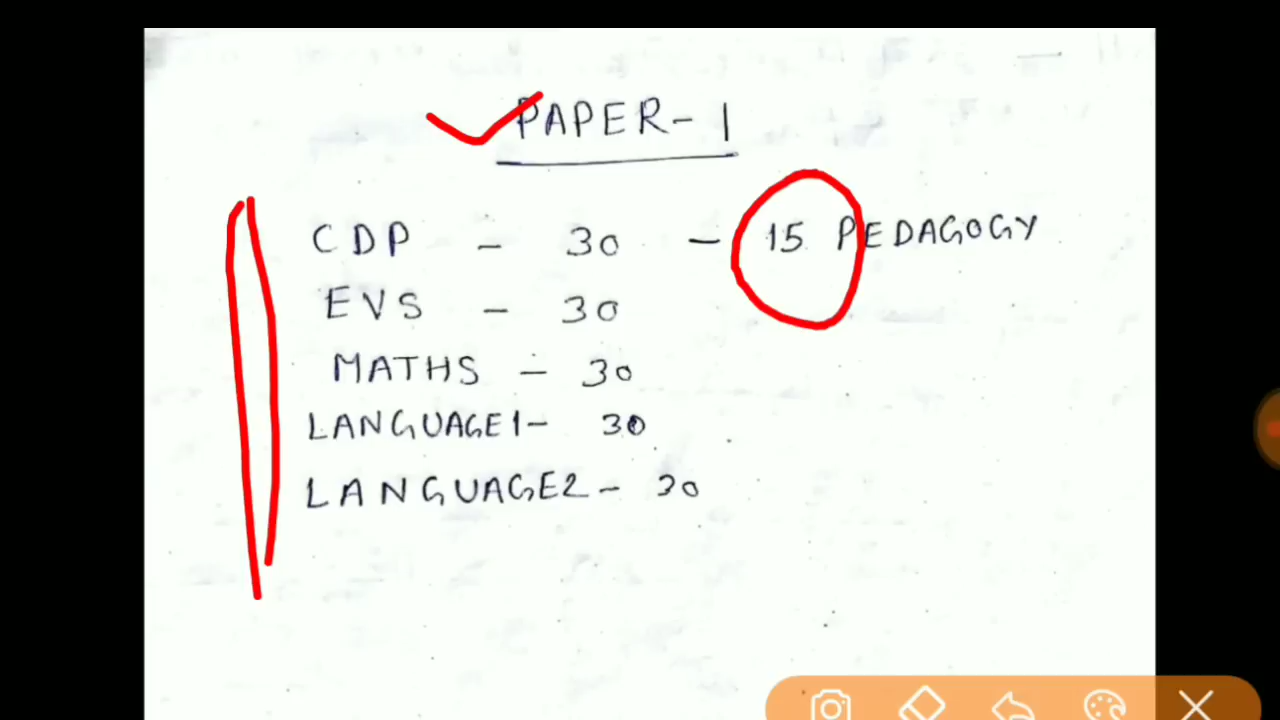 PAPER-1
CDP - 30 - 15 PEDAGOGY
EVS - 30
MATHS - 30
LANGUAGE1- 30
LANGUAGE2 - 30